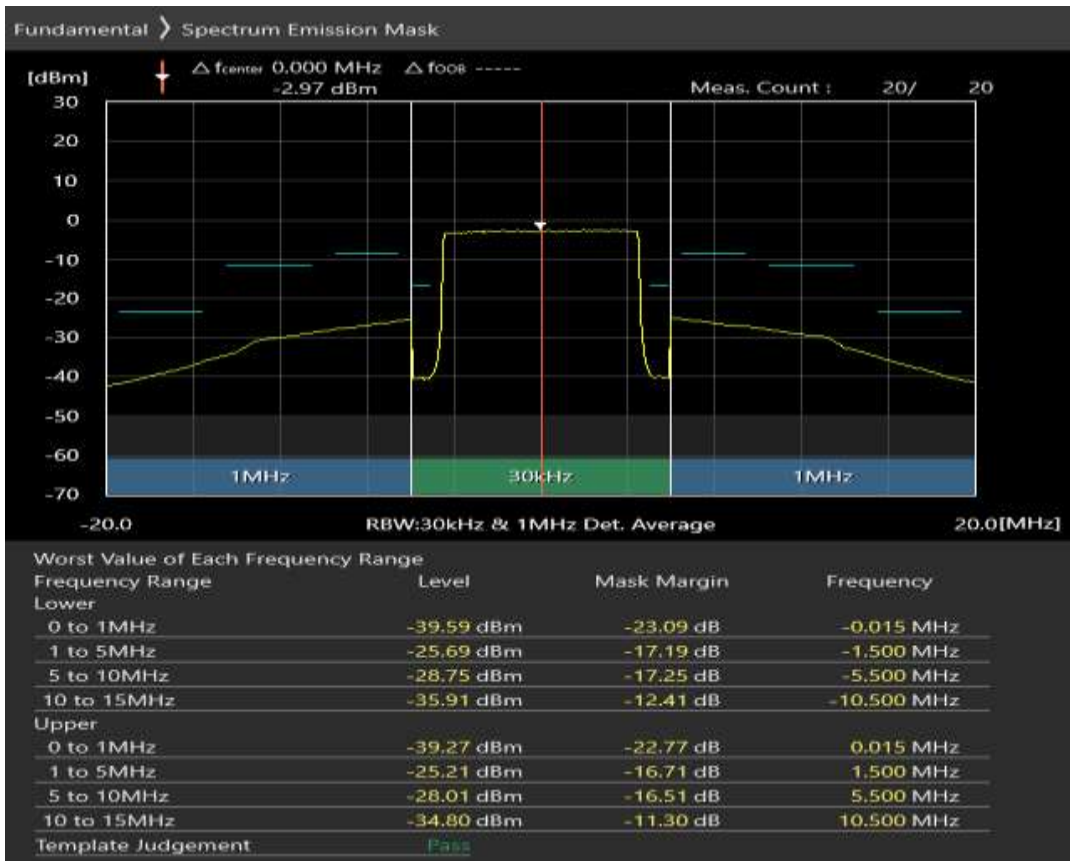 Fundamental ❯ Spectrum Emission Mask
[dBm] △ fcenter 0.000 MHz △ fOOB -----
-2.97 dBm Meas. Count : 20/ 20
30
20
10
0
-10
-20
-30
-40
-50
-60
1MHz 30kHz 1MHz
-70
-20.0 RBW:30kHz & 1MHz Det. Average 20.0[MHz]
Worst Value of Each Frequency Range
Frequency Range Level Mask Margin Frequency
Lower
0 to 1MHz -39.59 dBm -23.09 dB -0.015 MHz
1 to 5MHz -25.69 dBm -17.19 dB -1.500 MHz
5 to 10MHz -28.75 dBm -17.25 dB -5.500 MHz
10 to 15MHz -35.91 dBm -12.41 dB -10.500 MHz
Upper
0 to 1MHz -39.27 dBm -22.77 dB 0.015 MHz
1 to 5MHz -25.21 dBm -16.71 dB 1.500 MHz
5 to 10MHz -28.01 dBm -16.51 dB 5.500 MHz
10 to 15MHz -34.80 dBm -11.30 dB 10.500 MHz
Template Judgement Pass